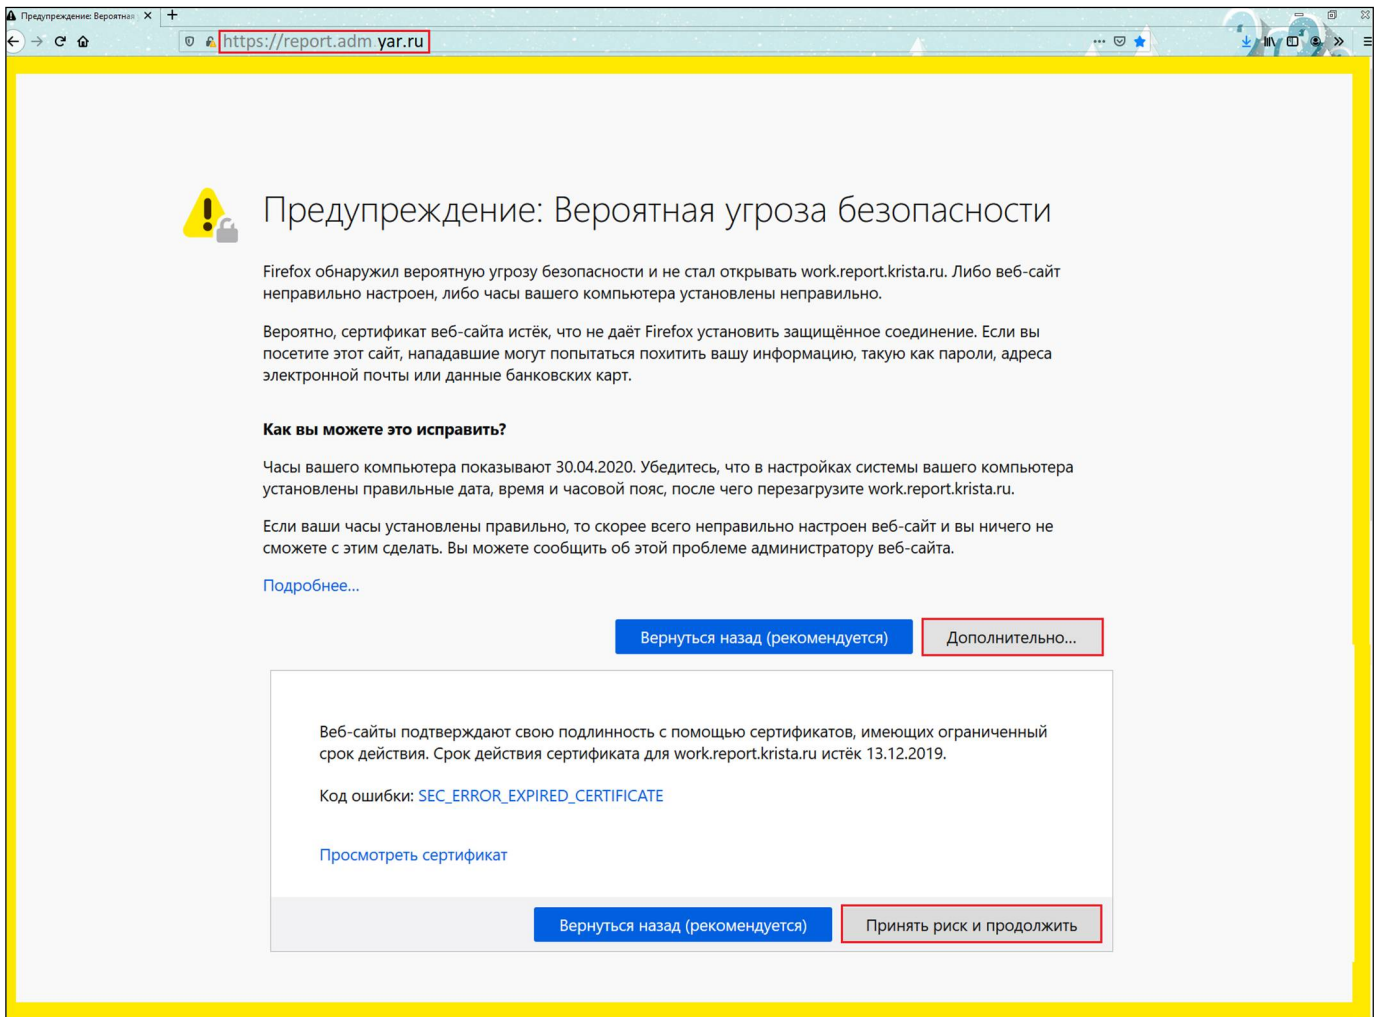 Предупреждение: Вероятная
https://report.adm.yar.ru
Предупреждение: Вероятная угроза безопасности
Firefox обнаружил вероятную угрозу безопасности и не стал открывать work.report.krista.ru. Либо веб-сайт
неправильно настроен, либо часы вашего компьютера установлены неправильно.
Вероятно, сертификат веб-сайта истёк, что не даёт Firefox установить защищённое соединение. Если вы
посетите этот сайт, нападавшие могут попытаться похитить вашу информацию, такую как пароли, адреса
электронной почты или данные банковских карт.
Как вы можете это исправить?
Часы вашего компьютера показывают 30.04.2020. Убедитесь, что в настройках системы вашего компьютера
установлены правильные дата, время и часовой пояс, после чего перезагрузите work.report.krista.ru.
Если ваши часы установлены правильно, то скорее всего неправильно настроен веб-сайт и вы ничего не
сможете с этим сделать. Вы можете сообщить об этой проблеме администратору веб-сайта.
Подробнее...
Вернуться назад (рекомендуется)
Дополнительно...
Веб-сайты подтверждают свою подлинность с помощью сертификатов, имеющих ограниченный
срок действия. Срок действия сертификата для work.report.krista.ru истёк 13.12.2019.
Код ошибки: SEC_ERROR_EXPIRED_CERTIFICATE
Просмотреть сертификат
Вернуться назад (рекомендуется)
Принять риск и продолжить